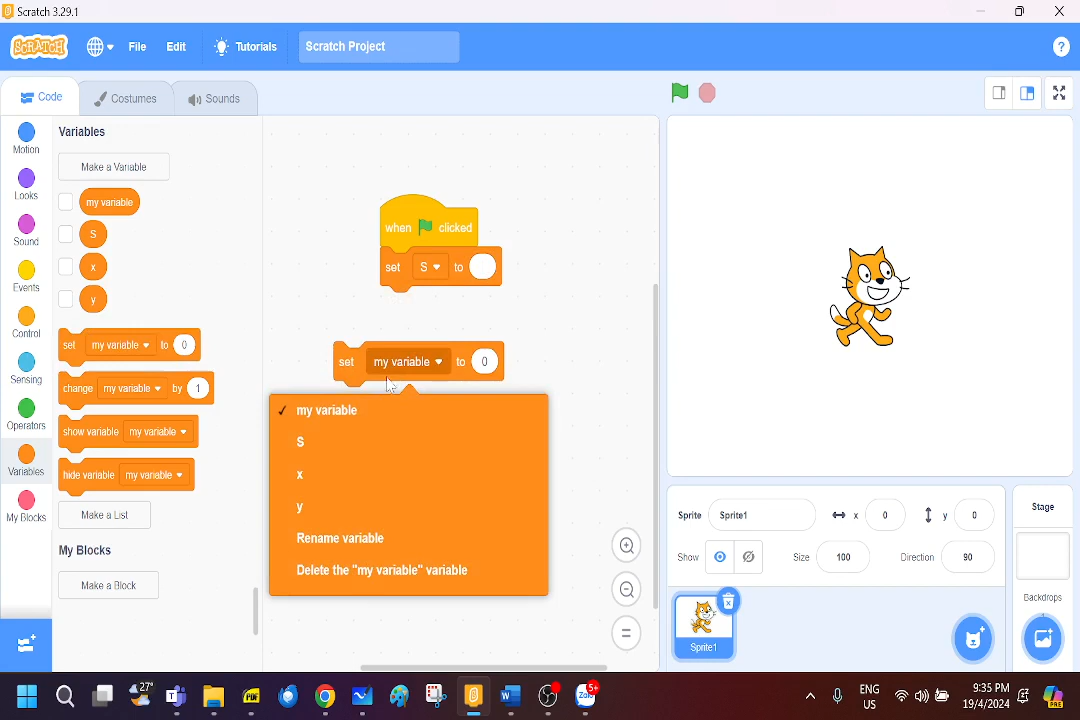 Scratch 3.29.1
SCRATCH
File
Edit
Tutorials
Scratch Project
?
Code
Costumes
Sounds
Motion
Looks
Sound
Events
Control
Sensing
Operators
Variables
My Blocks
Variables
Make a Variable
my variable
S
x
y
set my variable to 0
change my variable by 1
show variable my variable
hide variable my variable
Make a List
My Blocks
Make a Block
when clicked
set S to
set my variable to 0
✓ my variable
S
x
y
Rename variable
Delete the "my variable" variable
Sprite Sprite1 x 0 y 0
Show Size 100 Direction 90
Sprite1
Stage
Backdrops
27°
PDF
5+
Zalo
ENG
US
9:35 PM
19/4/2024
PRE